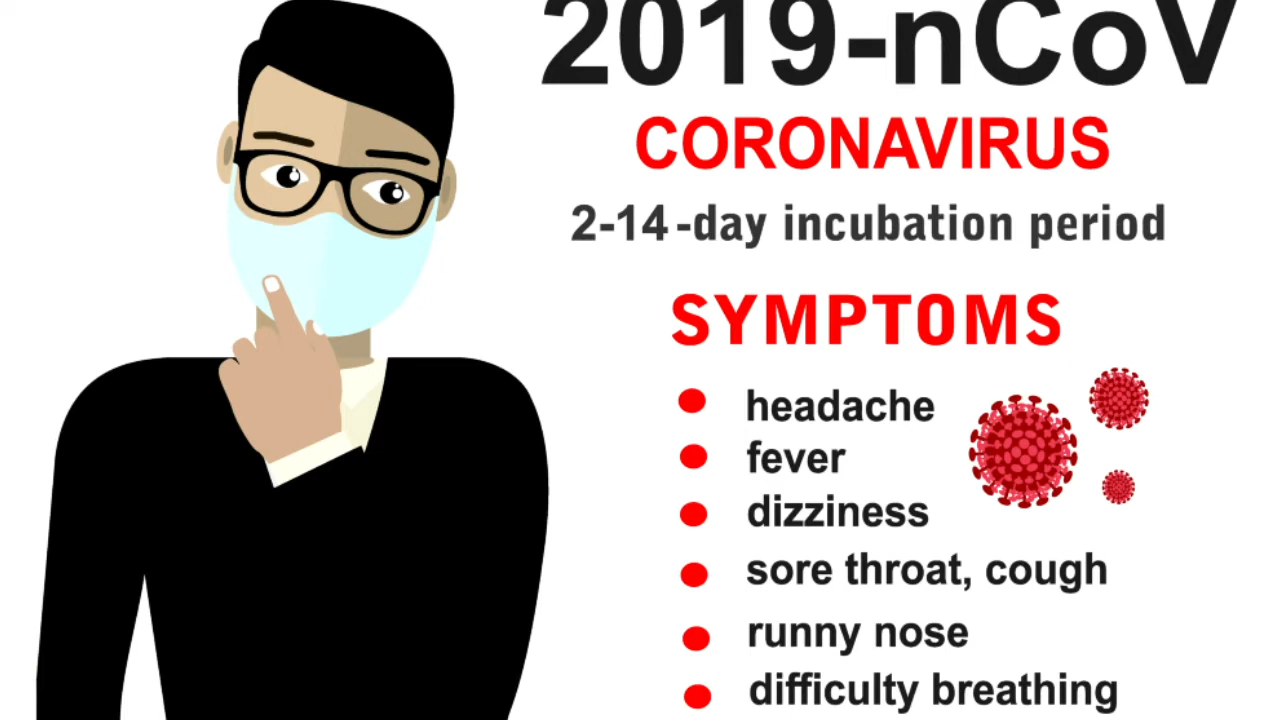 2019-nCoV
CORONAVIRUS
2-14-day incubation period
SYMPTOMS
headache
fever
dizziness
sore throat, cough
runny nose
difficulty breathing